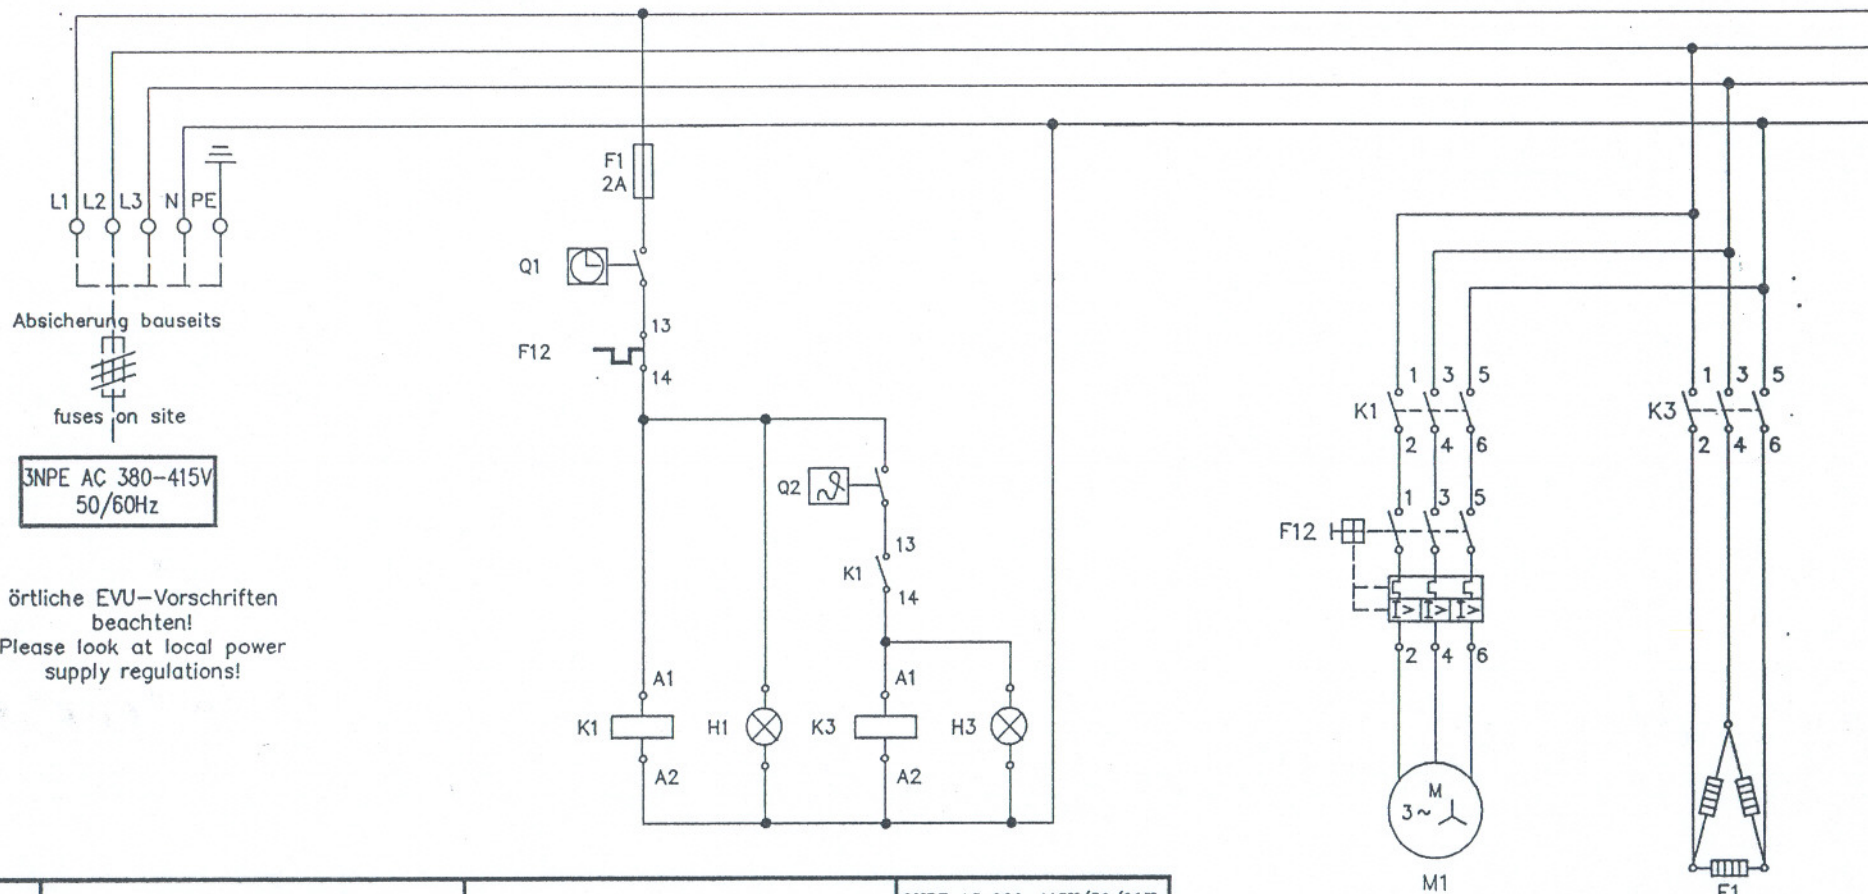 L1 L2 L3 N PE
Absicherung bauseits
fuses on site
3NPE AC 380-415V
50/60Hz
örtliche EVU-Vorschriften
beachten!
Please look at local power
supply regulations!
F1
2A
Q1
F12
13
14
Q2
K1
13
14
K1
A1
A2
H1
K3
A1
A2
H3
K1
1 3 5
2 4 6
F12
1 3 5
I> I> I>
2 4 6
M
3~
M1
K3
1 3 5
2 4 6